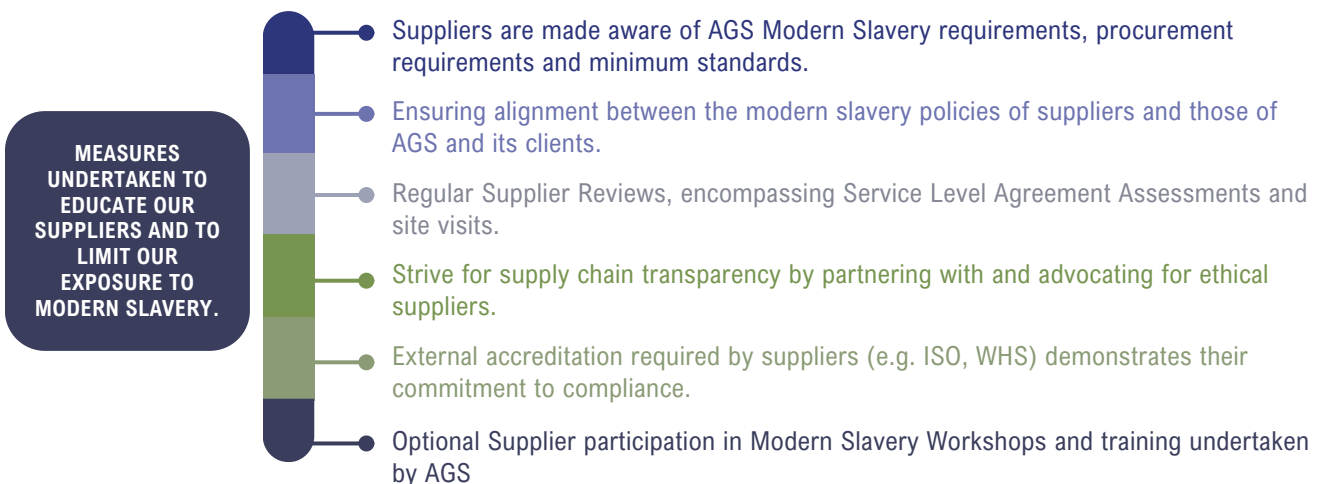 MEASURES
UNDERTAKEN TO
EDUCATE OUR
SUPPLIERS AND TO
LIMIT OUR
EXPOSURE TO
MODERN SLAVERY.
Suppliers are made aware of AGS Modern Slavery requirements, procurement
requirements and minimum standards.
Ensuring alignment between the modern slavery policies of suppliers and those of
AGS and its clients.
Regular Supplier Reviews, encompassing Service Level Agreement Assessments and
site visits.
Strive for supply chain transparency by partnering with and advocating for ethical
suppliers.
External accreditation required by suppliers (e.g. ISO, WHS) demonstrates their
commitment to compliance.
Optional Supplier participation in Modern Slavery Workshops and training undertaken
by AGS